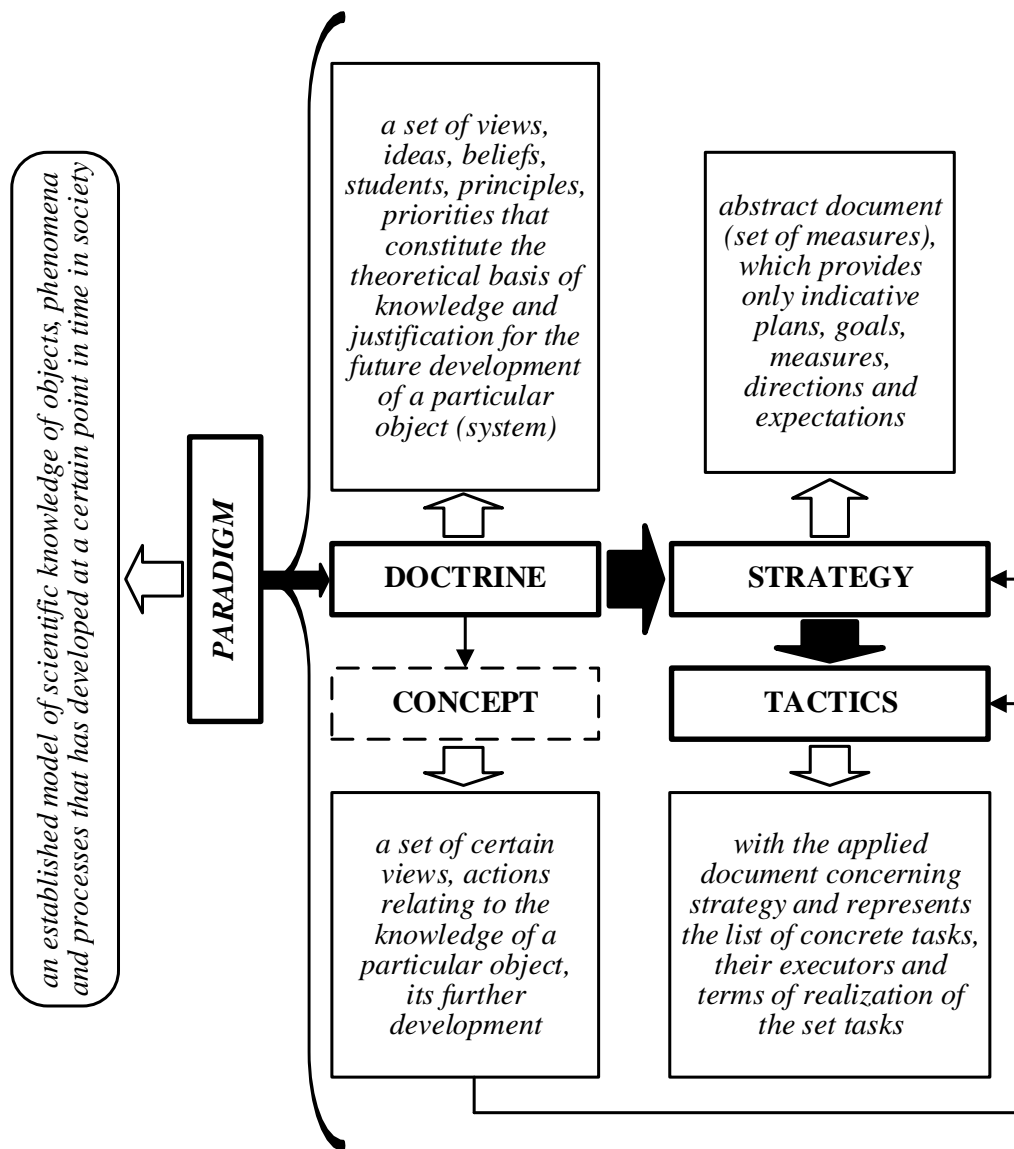 an established model of scientific knowledge of objects, phenomena
and processes that has developed at a certain point in time in society
PARADIGM
a set of views,
ideas, beliefs,
students, principles,
priorities that
constitute the
theoretical basis of
knowledge and
justification for the
future development
of a particular
object (system)
DOCTRINE
CONCEPT
a set of certain
views, actions
relating to the
knowledge of a
particular object,
its further
development
abstract document
(set of measures),
which provides
only indicative
plans, goals,
measures,
directions and
expectations
STRATEGY
TACTICS
with the applied
document concerning
strategy and represents
the list of concrete tasks,
their executors and
terms of realization of
the set tasks